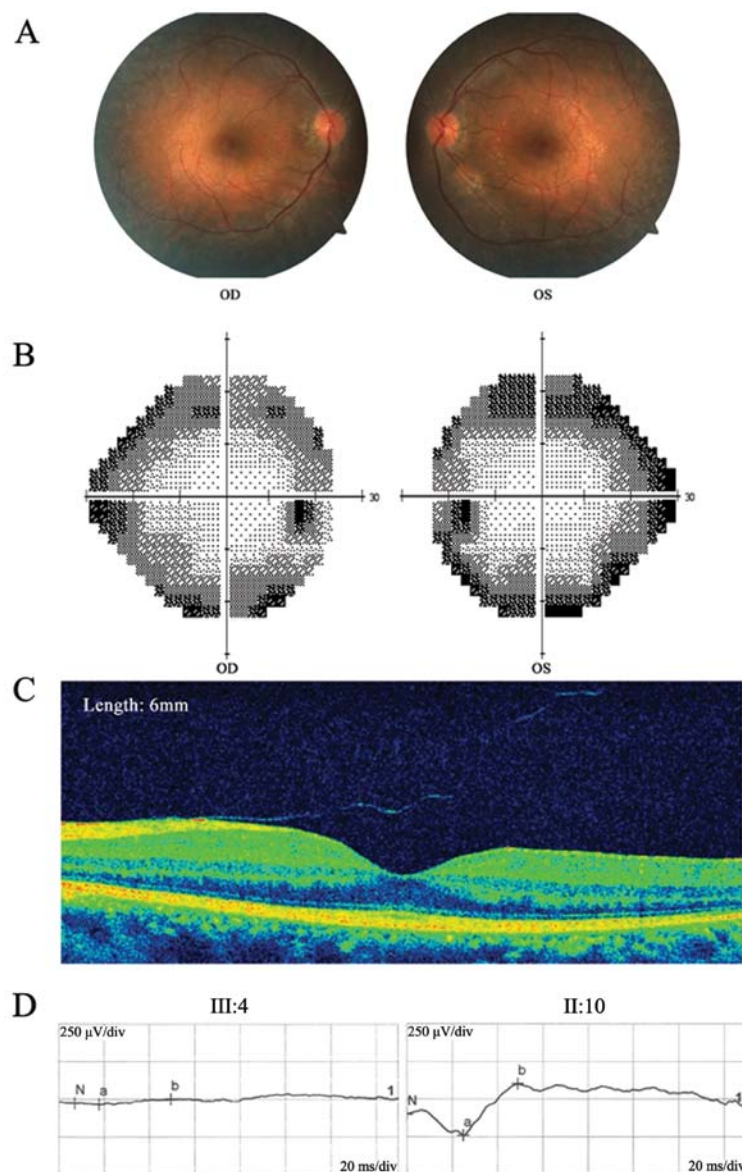 A
OD OS
B
30 30
OD OS
C
Length: 6mm
D
III:4 II:10
250 μV/div 250 μV/div
N a b 1 N a b 1
20 ms/div 20 ms/div